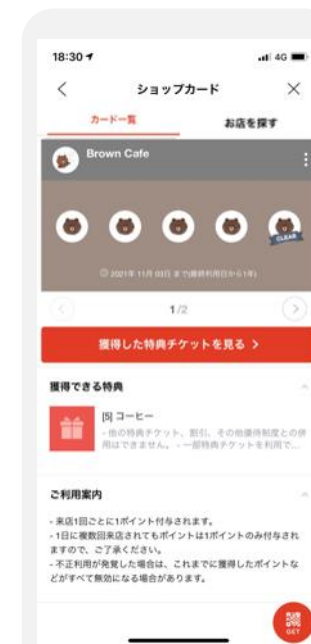 18:30
4G
ショップカード
カード一覧
お店を探す
Brown Cafe
CLEAR
2021年 11月 03日 まで(最終利用日から1年)
1/2
獲得した特典チケットを見る >
獲得できる特典
[5] コーヒー
- 他の特典チケット、割引、その他優待制度との併
用はできません。 - 一部特典チケットを利用で...
ご利用案内
- 来店1回ごとに1ポイント付与されます。
- 1日に複数回来店されてもポイントは1ポイントのみ付与され
ますので、ご了承ください。
- 不正利用が発覚した場合は、これまでに獲得したポイントな
どがすべて無効になる場合があります。
GET